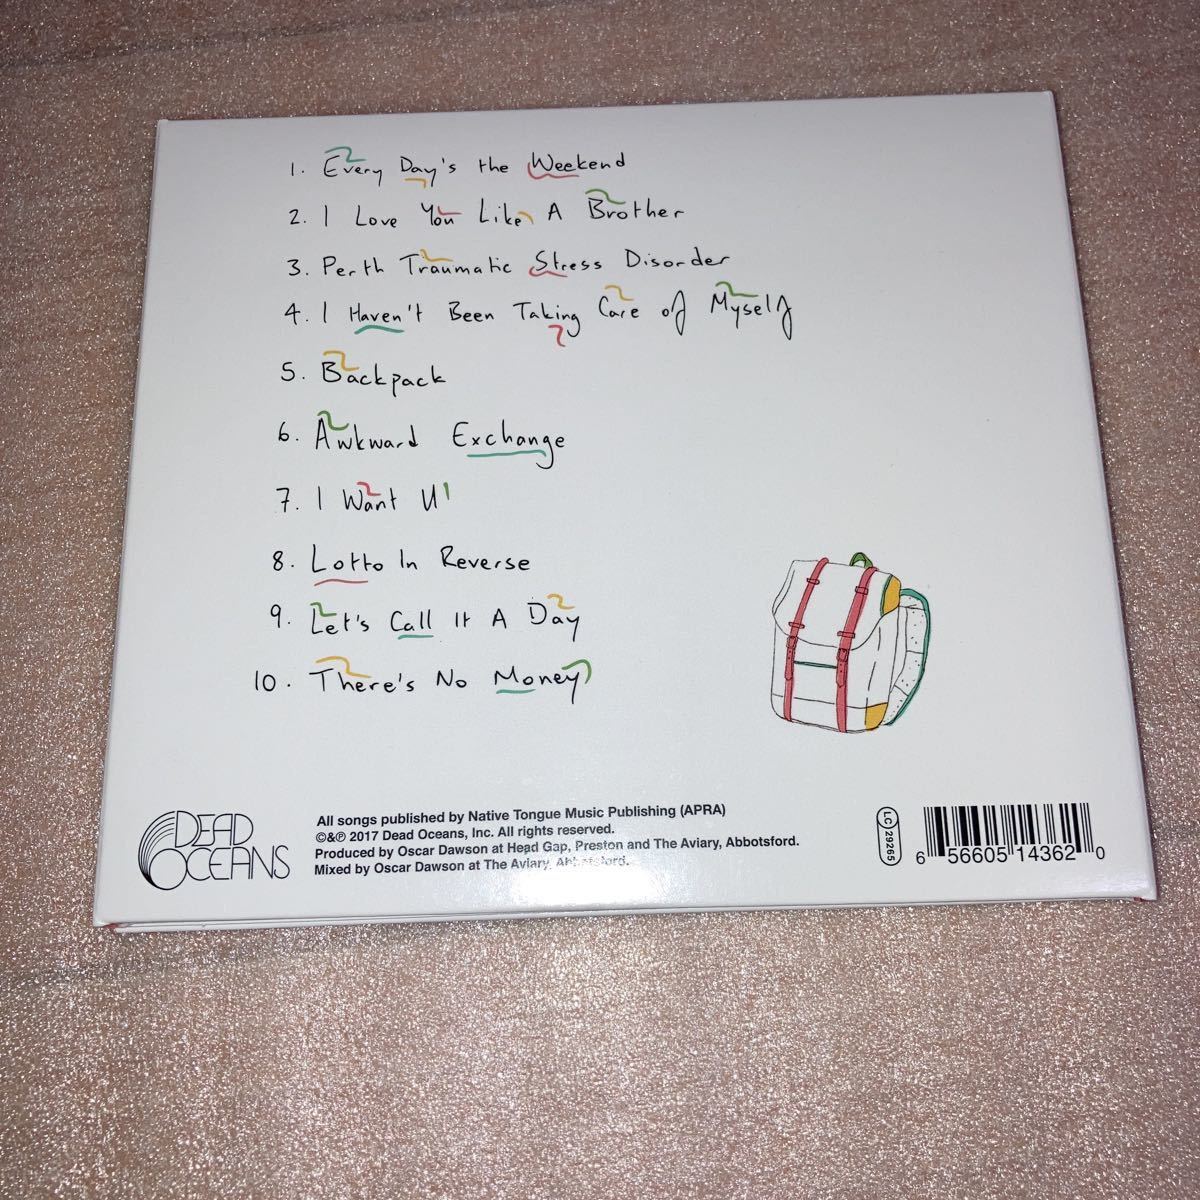 1. Every Day's the Weekend
2. I Love You Like A Brother
3. Perth Traumatic Stress Disorder
4. I Haven't Been Taking Care of Myself
5. Backpack
6. Awkward Exchange
7. I Want U
8. Lotto In Reverse
9. Let's Call It A Day
10. There's No Money
DEAD
OCEANS
All songs published by Native Tongue Music Publishing (APRA)
©&℗ 2017 Dead Oceans, Inc. All rights reserved.
Produced by Oscar Dawson at Head Gap, Preston and The Aviary, Abbotsford.
Mixed by Oscar Dawson at The Aviary, Abbotsford.
LC 29265
6 56605 14362 0